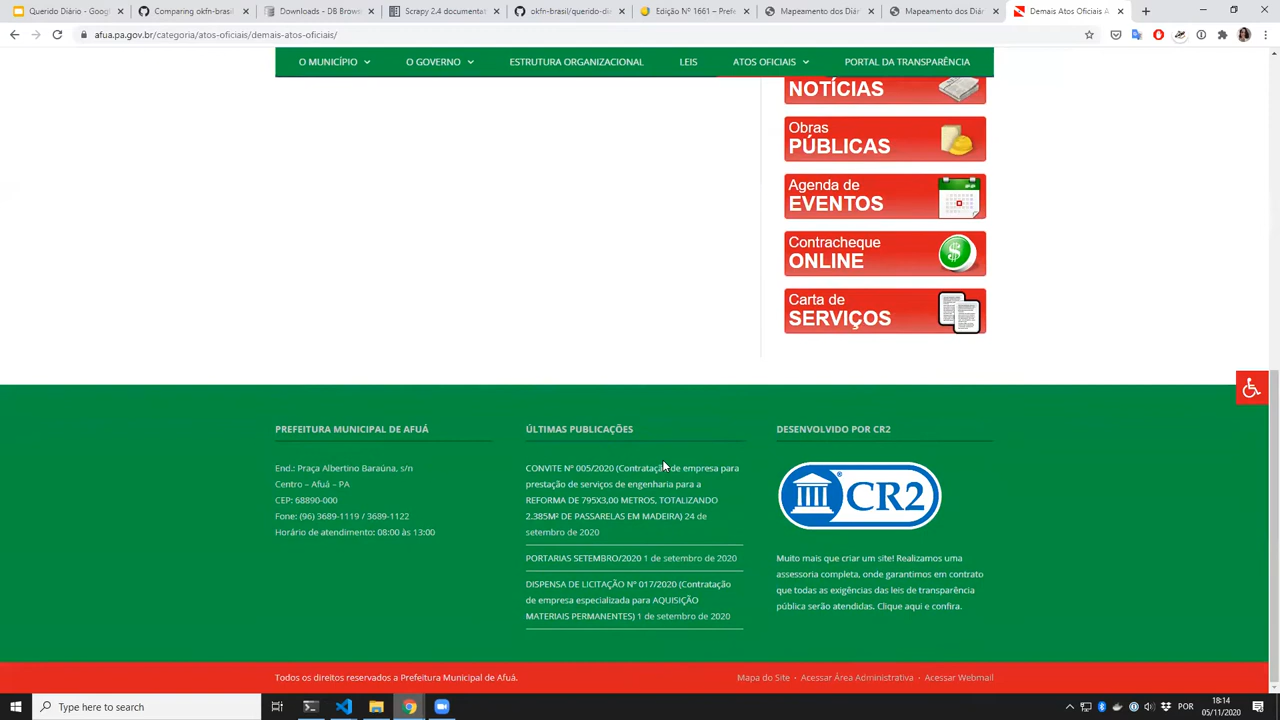 Querido Diário - Google
Comparing okfn-brasil:
Downloads - DB Browse
Scrapy 2.4 documentat
okfn-brasil/querido-dia
Edição Nº 1661 – Prefe
Demais Atos Oficiais –
Demais Atos Oficiais – A
afua.pa.gov.br/categoria/atos-oficiais/demais-atos-oficiais/
O MUNICÍPIO O GOVERNO ESTRUTURA ORGANIZACIONAL LEIS ATOS OFICIAIS PORTAL DA TRANSPARÊNCIA
NOTÍCIAS
Obras
PÚBLICAS
Agenda de
EVENTOS
Contracheque
ONLINE
Carta de
SERVIÇOS
PREFEITURA MUNICIPAL DE AFUÁ
End.: Praça Albertino Baraúna, s/n
Centro – Afuá – PA
CEP: 68890-000
Fone: (96) 3689-1119 / 3689-1122
Horário de atendimento: 08:00 às 13:00
ÚLTIMAS PUBLICAÇÕES
CONVITE Nº 005/2020 (Contratação de empresa para
prestação de serviços de engenharia para a
REFORMA DE 795X3,00 METROS, TOTALIZANDO
2.385M² DE PASSARELAS EM MADEIRA) 24 de
setembro de 2020
PORTARIAS SETEMBRO/2020 1 de setembro de 2020
DISPENSA DE LICITAÇÃO Nº 017/2020 (Contratação
de empresa especializada para AQUISIÇÃO
MATERIAIS PERMANENTES) 1 de setembro de 2020
DESENVOLVIDO POR CR2
CR2
Muito mais que criar um site! Realizamos uma
assessoria completa, onde garantimos em contrato
que todas as exigências das leis de transparência
pública serão atendidas. Clique aqui e confira.
Todos os direitos reservados a Prefeitura Municipal de Afuá.
Mapa do Site · Acessar Área Administrativa · Acessar Webmail
Type here to search
POR
18:14
05/11/2020